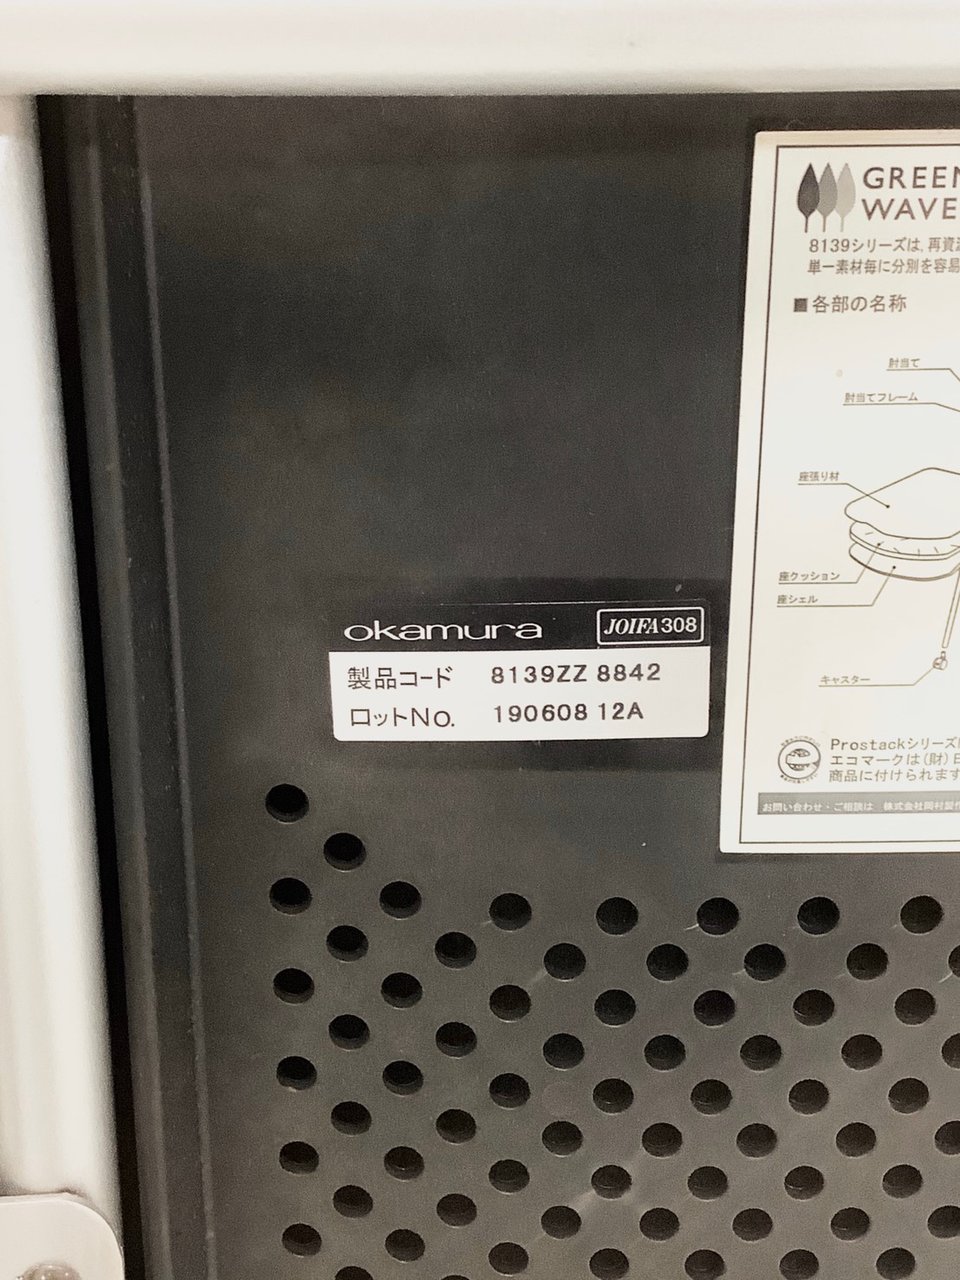 okamura
JOIFA308
製品コード 8139ZZ 8842
ロットNo. 190608 12A
GREEN
WAVE
8139シリーズは、再資
単一素材毎に分別を容易
■各部の名称
肘当て
肘当てフレーム
座張り材
座クッション
座シェル
キャスター
Prostackシリーズ
エコマークは(財)
商品に付けられます
お問い合わせ・ご相談は 株式会社岡村製作